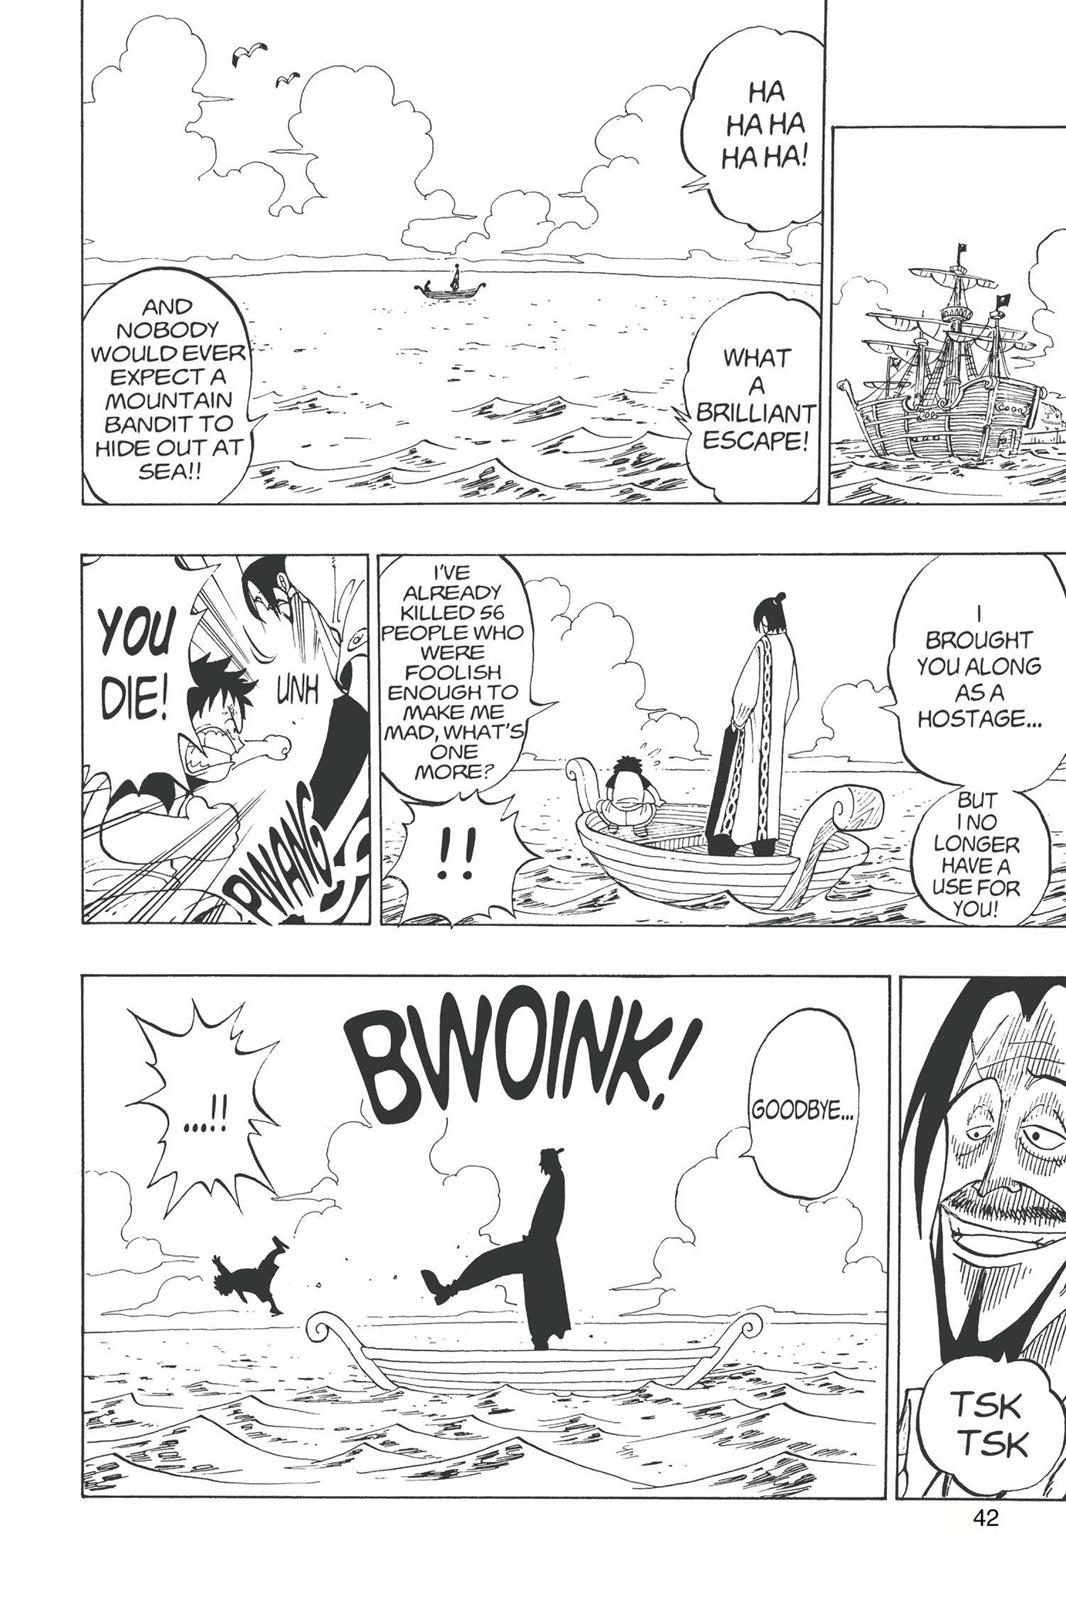 HA
HA HA
HA HA!
WHAT
A
BRILLIANT
ESCAPE!
AND
NOBODY
WOULD EVER
EXPECT A
MOUNTAIN
BANDIT TO
HIDE OUT AT
SEA!!
I
BROUGHT
YOU ALONG
AS A
HOSTAGE...
BUT
I NO
LONGER
HAVE A
USE FOR
YOU!
I'VE
ALREADY
KILLED 56
PEOPLE WHO
WERE
FOOLISH
ENOUGH TO
MAKE ME
MAD, WHAT'S
ONE
MORE?
!!
UNH
YOU
DIE!
PWANG
TSK
TSK
GOODBYE...
BWOINK!
...!!
42